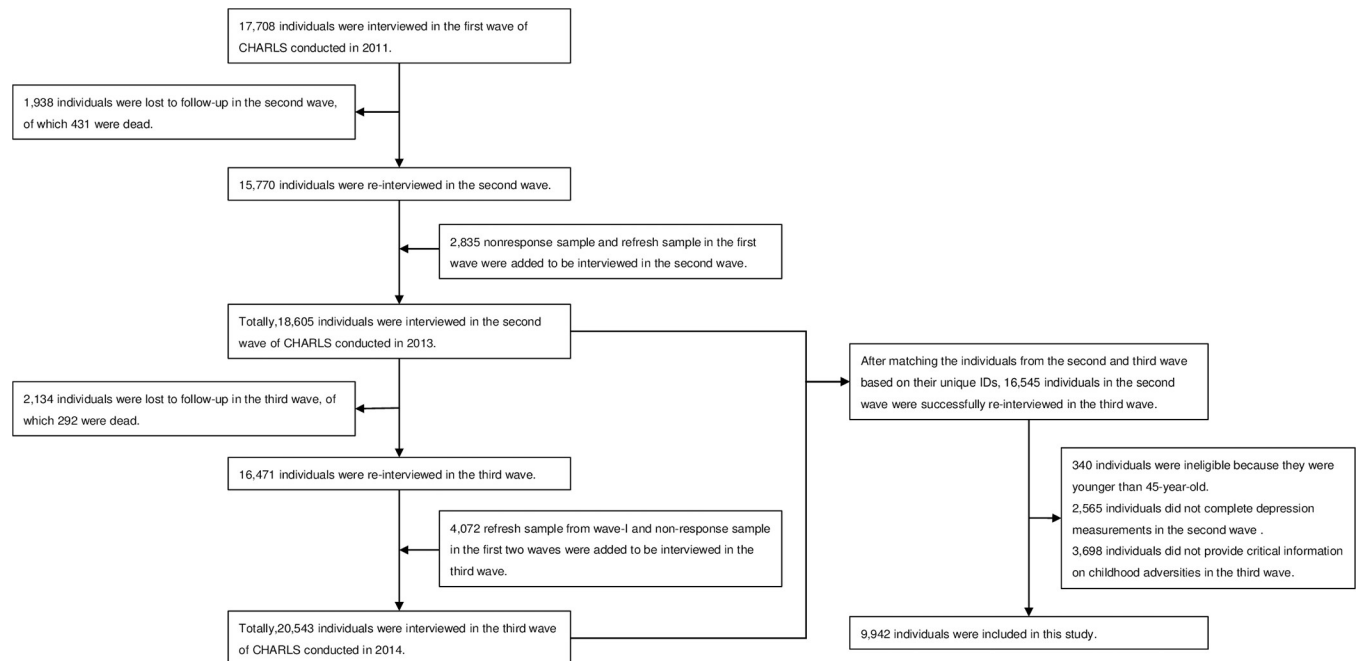 17,708 individuals were interviewed in the first wave of
CHARLS conducted in 2011.
1,938 individuals were lost to follow-up in the second wave,
of which 431 were dead.
15,770 individuals were re-interviewed in the second wave.
2,835 nonresponse sample and refresh sample in the first
wave were added to be interviewed in the second wave.
Totally,18,605 individuals were interviewed in the second
wave of CHARLS conducted in 2013.
2,134 individuals were lost to follow-up in the third wave, of
which 292 were dead.
16,471 individuals were re-interviewed in the third wave.
4,072 refresh sample from wave-I and non-response sample
in the first two waves were added to be interviewed in the
third wave.
Totally,20,543 individuals were interviewed in the third wave
of CHARLS conducted in 2014.
After matching the individuals from the second and third wave
based on their unique IDs, 16,545 individuals in the second
wave were successfully re-interviewed in the third wave.
340 individuals were ineligible because they were
younger than 45-year-old.
2,565 individuals did not complete depression
measurements in the second wave .
3,698 individuals did not provide critical information
on childhood adversities in the third wave.
9,942 individuals were included in this study.